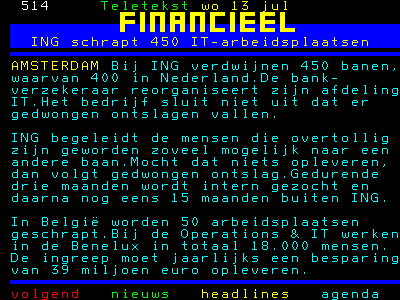 514 Teletekst wo 13 jul
FINANCIEEL
ING schrapt 450 IT-arbeidsplaatsen
AMSTERDAM Bij ING verdwijnen 450 banen,
waarvan 400 in Nederland.De bank-
verzekeraar reorganiseert zijn afdeling
IT.Het bedrijf sluit niet uit dat er
gedwongen ontslagen vallen.
ING begeleidt de mensen die overtollig
zijn geworden zoveel mogelijk naar een
andere baan.Mocht dat niets opleveren,
dan volgt gedwongen ontslag.Gedurende
drie maanden wordt intern gezocht en
daarna nog eens 15 maanden buiten ING.
In België worden 50 arbeidsplaatsen
geschrapt.Bij de Operations & IT werken
in de Benelux in totaal 18.000 mensen.
De ingreep moet jaarlijks een besparing
van 39 miljoen euro opleveren.
volgend nieuws headlines agenda